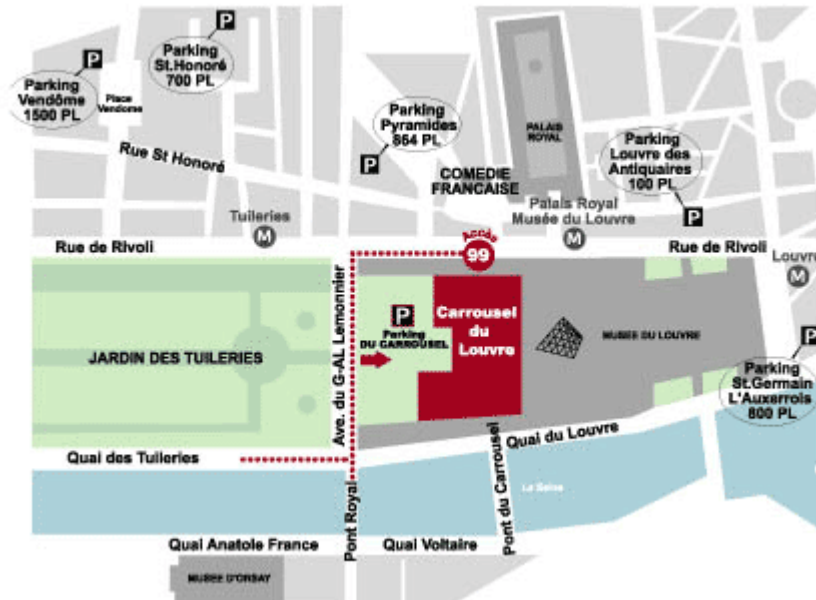 P
Parking
St.Honoré
700 PL
P
Parking
Vendôme
1500 PL
Place
Vendome
Rue St Honoré
Parking
Pyramides
864 PL
P
PALAIS
ROYAL
COMEDIE
FRANCAISE
Parking
Louvre des
Antiquaires
100 PL
P
Palais Royal
Musée du Louvre
M
Tuileries
M
Rue de Rivoli
Accès
99
Rue de Rivoli
Louvre
M
JARDIN DES TUILERIES
Ave. du G-AL Lemonnier
P
Parking
DU CARROUSEL
Carrousel
du
Louvre
MUSEE DU LOUVRE
P
Parking
St.Germain
L'Auxerrois
800 PL
Quai des Tuileries
Quai du Louvre
Pont Royal
Pont du Carrousel
La Seine
Quai Anatole France
Quai Voltaire
MUSEE D'ORSAY